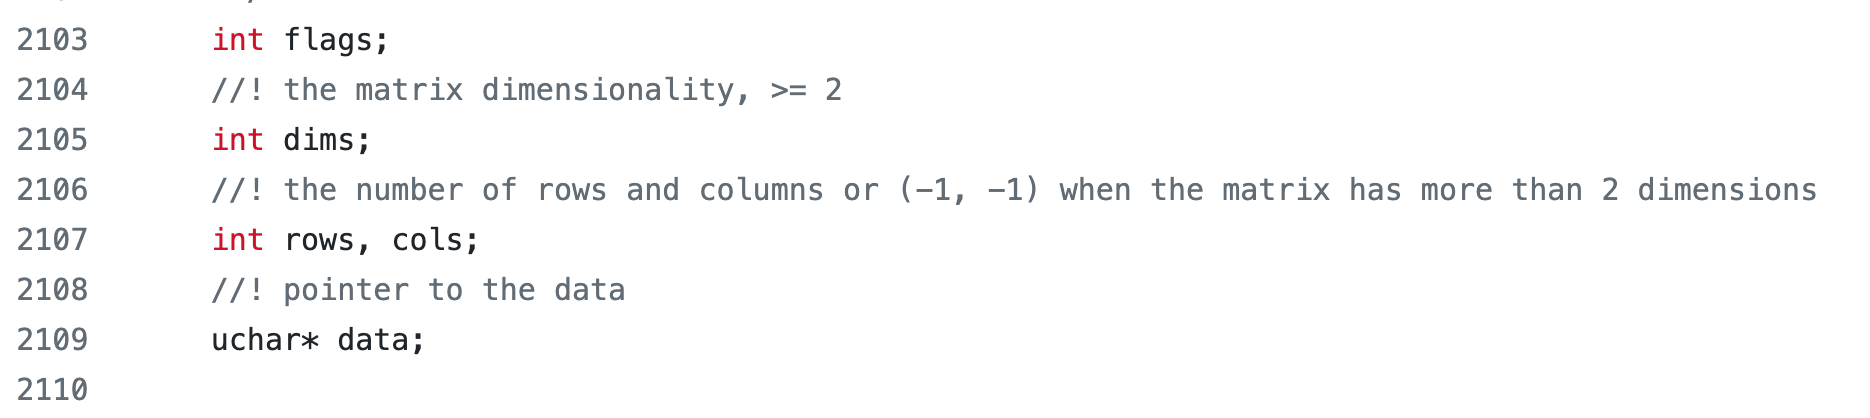 2103 int flags;
2104 //! the matrix dimensionality, >= 2
2105 int dims;
2106 //! the number of rows and columns or (-1, -1) when the matrix has more than 2 dimensions
2107 int rows, cols;
2108 //! pointer to the data
2109 uchar* data;
2110